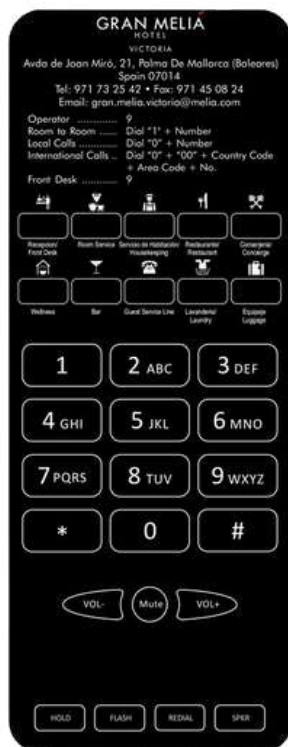 GRAN MELIÁ
HOTEL
VICTORIA
Avda de Joan Miró, 21, Palma De Mallorca (Baleares)
Spain 07014
Tel: 971 73 25 42 • Fax: 971 45 08 24
Email: gran.melia.victoria@melia.com
Operator .............. 9
Room to Room ...... Dial "1" + Number
Local Calls ........... Dial "0" + Number
International Calls .. Dial "0" + "00" + Country Code
+ Area Code + No.
Front Desk ........... 9
Recepcion/ Room Service Servicio de Habitación/ Restaurante/ Conserjería/
Front Desk Housekeeping Restaurant Concierge
Wellness Bar Guest Service Line Lavandería/ Equipaje
Laundry Luggage
1 2 ABC 3 DEF
4 GHI 5 JKL 6 MNO
7 PQRS 8 TUV 9 WXYZ
* 0 #
VOL- Mute VOL+
HOLD FLASH REDIAL SPKR